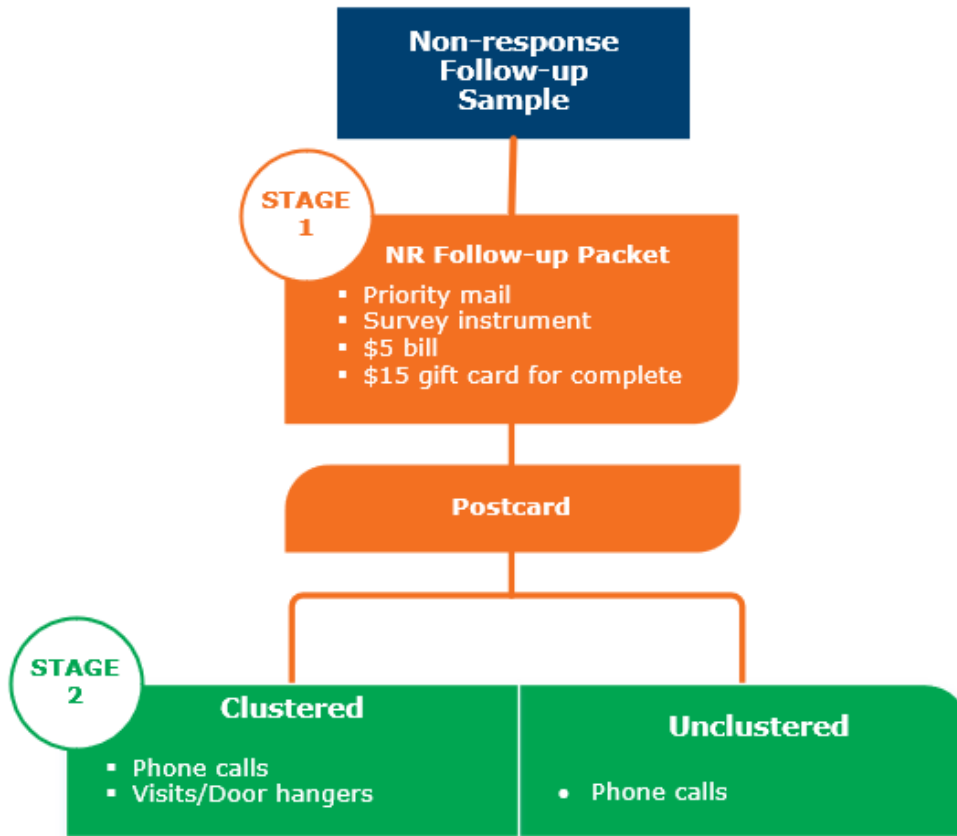 Non-response
Follow-up
Sample
STAGE
1
NR Follow-up Packet
▪ Priority mail
▪ Survey instrument
▪ $5 bill
▪ $15 gift card for complete
Postcard
STAGE
2
Clustered
▪ Phone calls
▪ Visits/Door hangers
Unclustered
• Phone calls